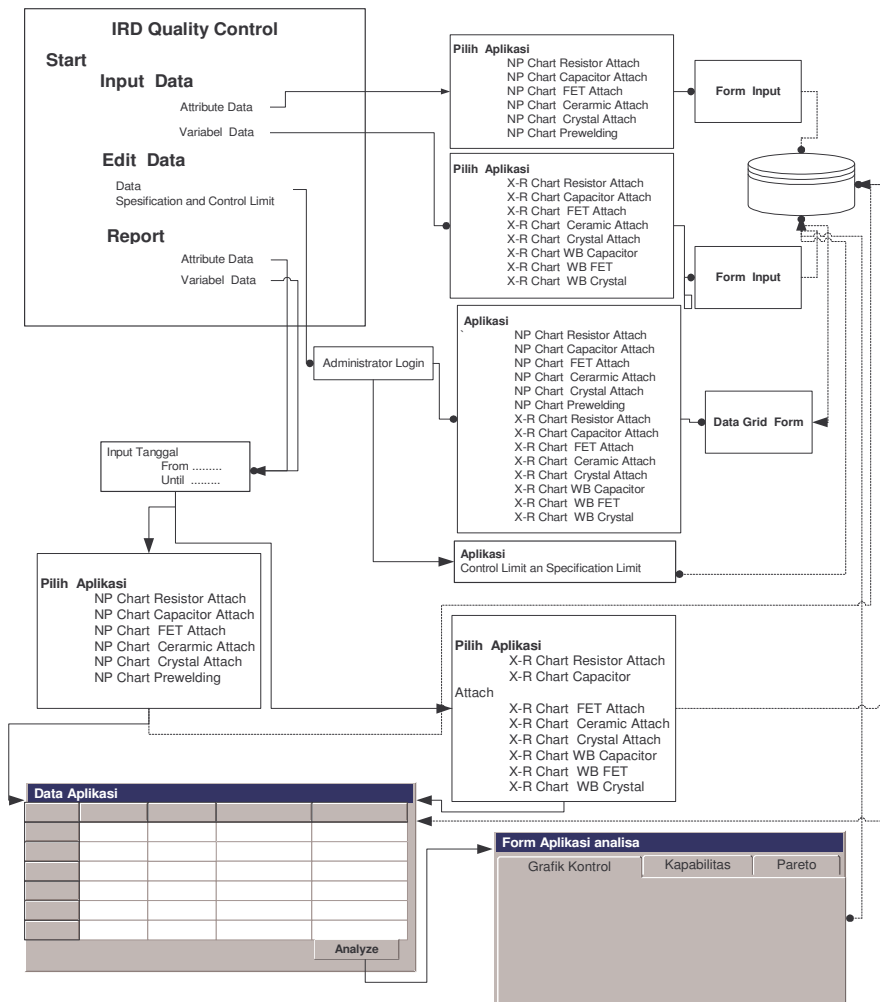 IRD Quality Control
Start
Input Data
Attribute Data
Variabel Data
Edit Data
Data
Spesification and Control Limit
Report
Attribute Data
Variabel Data
Pilih Aplikasi
NP Chart Resistor Attach
NP Chart Capacitor Attach
NP Chart FET Attach
NP Chart Cerarmic Attach
NP Chart Crystal Attach
NP Chart Prewelding
Form Input
Pilih Aplikasi
X-R Chart Resistor Attach
X-R Chart Capacitor Attach
X-R Chart FET Attach
X-R Chart Ceramic Attach
X-R Chart Crystal Attach
X-R Chart WB Capacitor
X-R Chart WB FET
X-R Chart WB Crystal
Form Input
Administrator Login
Aplikasi
`
NP Chart Resistor Attach
NP Chart Capacitor Attach
NP Chart FET Attach
NP Chart Cerarmic Attach
NP Chart Crystal Attach
NP Chart Prewelding
X-R Chart Resistor Attach
X-R Chart Capacitor Attach
X-R Chart FET Attach
X-R Chart Ceramic Attach
X-R Chart Crystal Attach
X-R Chart WB Capacitor
X-R Chart WB FET
X-R Chart WB Crystal
Data Grid Form
Input Tanggal
From .........
Until .........
Aplikasi
Control Limit an Specification Limit
Pilih Aplikasi
NP Chart Resistor Attach
NP Chart Capacitor Attach
NP Chart FET Attach
NP Chart Cerarmic Attach
NP Chart Crystal Attach
NP Chart Prewelding
Pilih Aplikasi
X-R Chart Resistor Attach
X-R Chart Capacitor
Attach
X-R Chart FET Attach
X-R Chart Ceramic Attach
X-R Chart Crystal Attach
X-R Chart WB Capacitor
X-R Chart WB FET
X-R Chart WB Crystal
Data Aplikasi
Analyze
Form Aplikasi analisa
Grafik Kontrol Kapabilitas Pareto